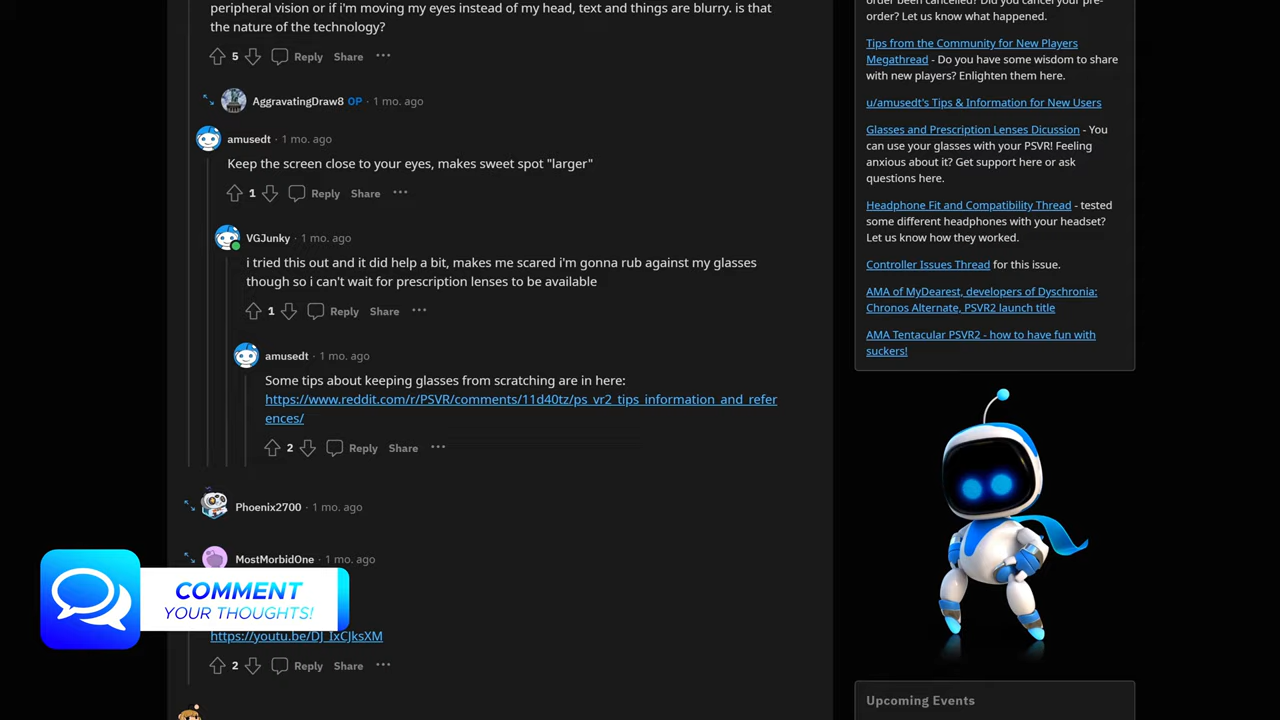 peripheral vision or if i'm moving my eyes instead of my head, text and things are blurry. is that
the nature of the technology?
5 Reply Share ···
AggravatingDraw8 OP · 1 mo. ago
amusedt · 1 mo. ago
Keep the screen close to your eyes, makes sweet spot "larger"
1 Reply Share ···
VGJunky · 1 mo. ago
i tried this out and it did help a bit, makes me scared i'm gonna rub against my glasses
though so i can't wait for prescription lenses to be available
1 Reply Share ···
amusedt · 1 mo. ago
Some tips about keeping glasses from scratching are in here:
https://www.reddit.com/r/PSVR/comments/11d40tz/ps_vr2_tips_information_and_refer
ences/
2 Reply Share ···
Phoenix2700 · 1 mo. ago
MostMorbidOne · 1 mo. ago
COMMENT
YOUR THOUGHTS!
https://youtu.be/DJ_IxCJksXM
2 Reply Share ···
order been cancelled? Did you cancel your pre-
order? Let us know what happened.
Tips from the Community for New Players
Megathread - Do you have some wisdom to share
with new players? Enlighten them here.
u/amusedt's Tips & Information for New Users
Glasses and Prescription Lenses Dicussion - You
can use your glasses with your PSVR! Feeling
anxious about it? Get support here or ask
questions here.
Headphone Fit and Compatibility Thread - tested
some different headphones with your headset?
Let us know how they worked.
Controller Issues Thread for this issue.
AMA of MyDearest, developers of Dyschronia:
Chronos Alternate, PSVR2 launch title
AMA Tentacular PSVR2 - how to have fun with
suckers!
Upcoming Events